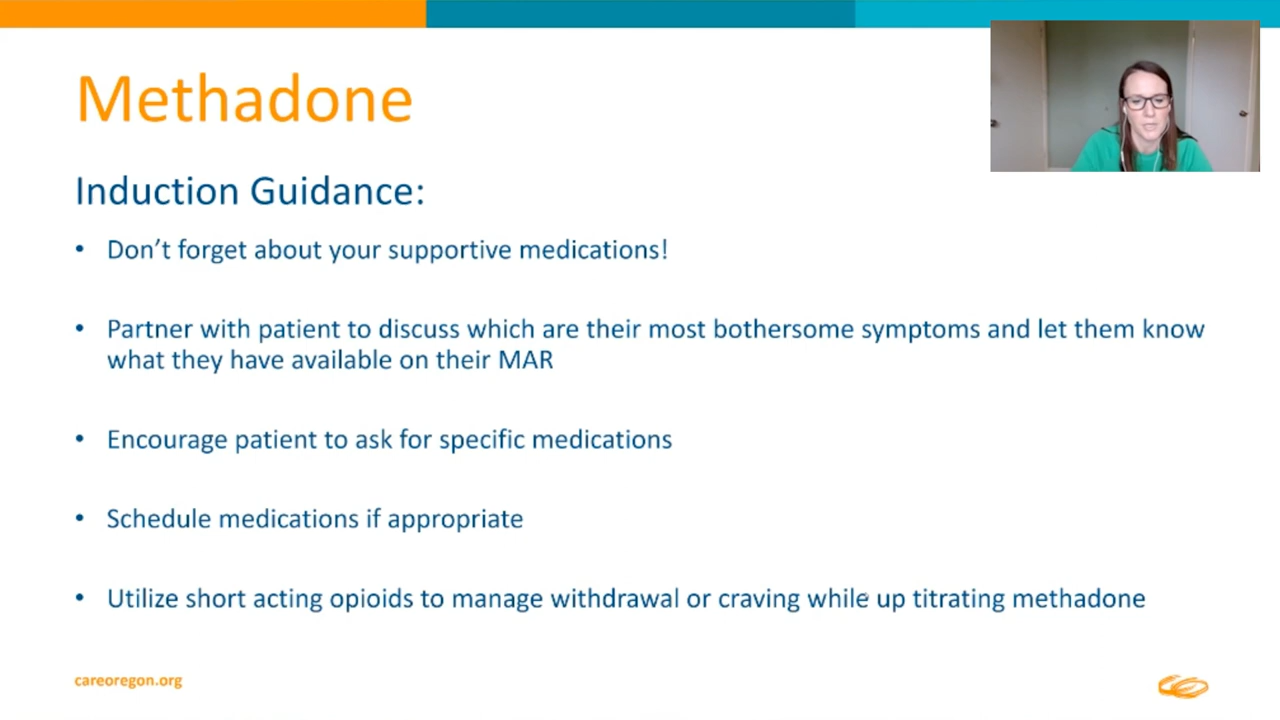 Methadone
Induction Guidance:
• Don’t forget about your supportive medications!
• Partner with patient to discuss which are their most bothersome symptoms and let them know
what they have available on their MAR
• Encourage patient to ask for specific medications
• Schedule medications if appropriate
• Utilize short acting opioids to manage withdrawal or craving while up titrating methadone
careoregon.org